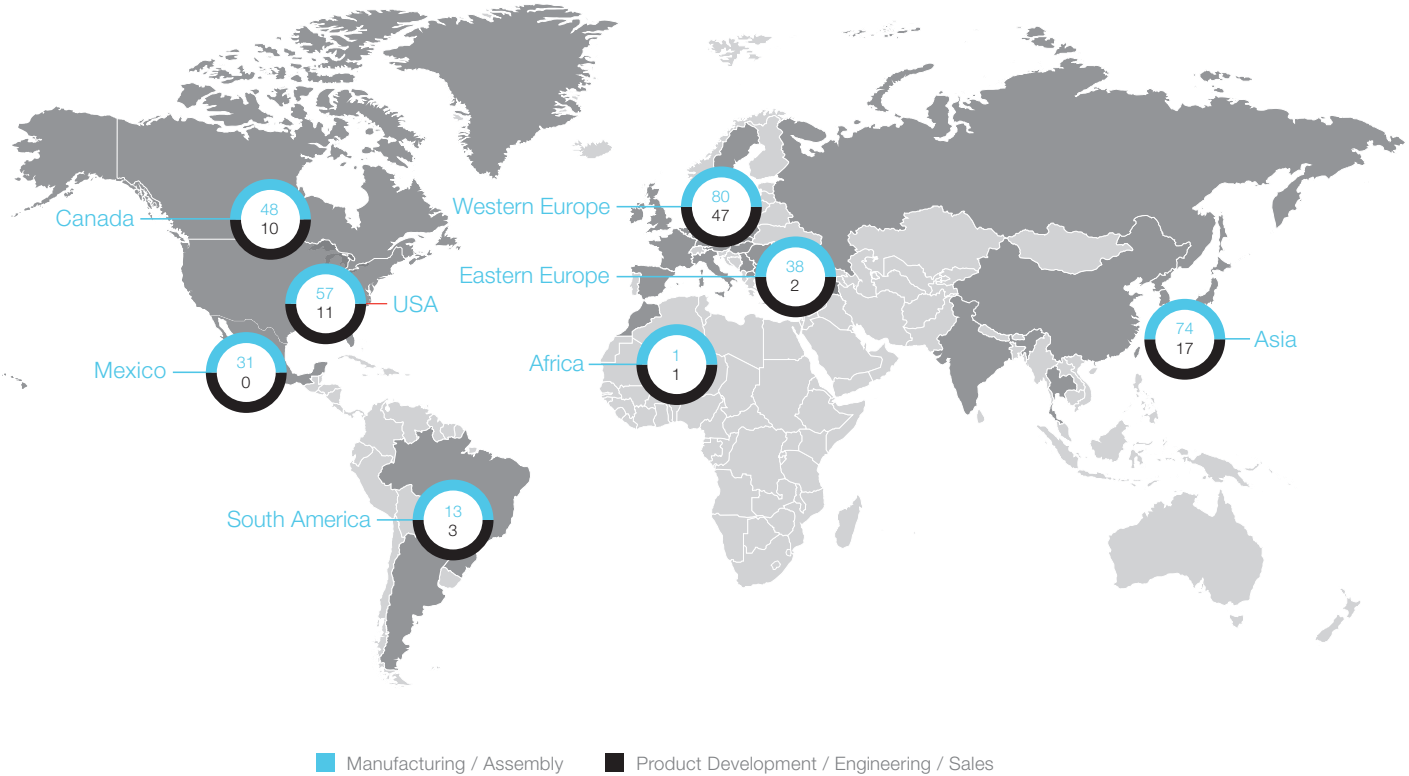 80
47
Western Europe
48
10
Canada
38
2
Eastern Europe
57
11
USA
74
17
Asia
1
1
Africa
31
0
Mexico
13
3
South America
Manufacturing / Assembly
Product Development / Engineering / Sales